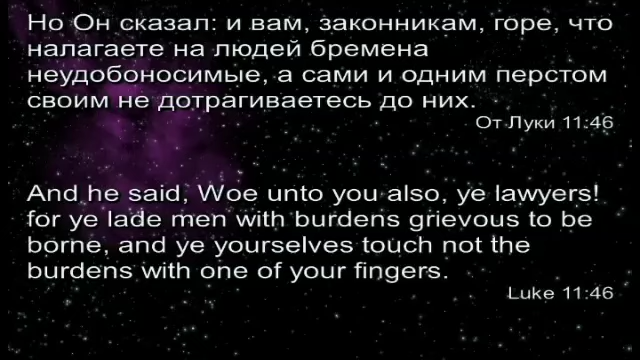 Но Он сказал: и вам, законникам, горе, что
налагаете на людей бремена
неудобоносимые, а сами и одним перстом
своим не дотрагиваетесь до них.
От Луки 11:46
And he said, Woe unto you also, ye lawyers!
for ye lade men with burdens grievous to be
borne, and ye yourselves touch not the
burdens with one of your fingers.
Luke 11:46